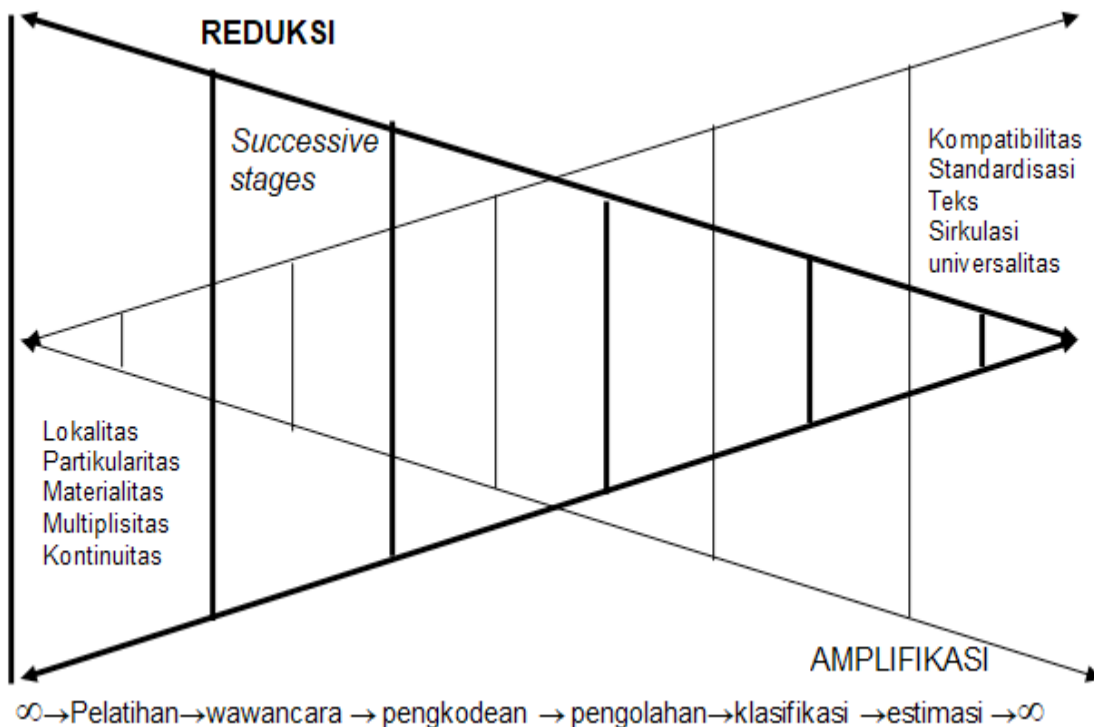 REDUKSI
Successive
stages
Kompatibilitas
Standardisasi
Teks
Sirkulasi
universalitas
Lokalitas
Partikularitas
Materialitas
Multiplisitas
Kontinuitas
AMPLIFIKASI
∞→Pelatihan→wawancara → pengkodean → pengolahan→klasifikasi →estimasi →∞